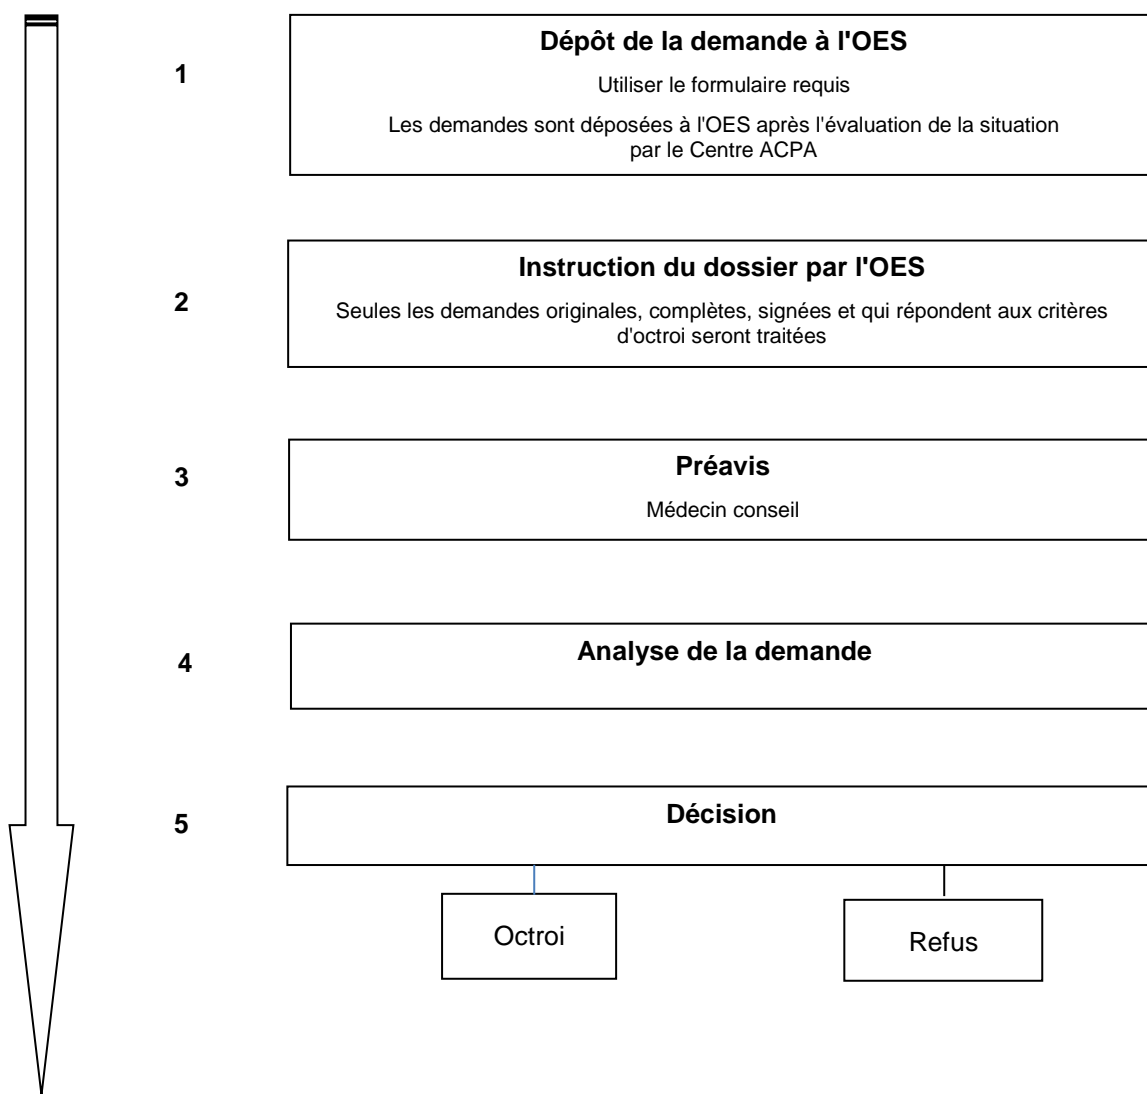 1
Dépôt de la demande à l'OES
Utiliser le formulaire requis
Les demandes sont déposées à l'OES après l'évaluation de la situation
par le Centre ACPA
2
Instruction du dossier par l'OES
Seules les demandes originales, complètes, signées et qui répondent aux critères
d'octroi seront traitées
3
Préavis
Médecin conseil
4
Analyse de la demande
5
Décision
Octroi
Refus